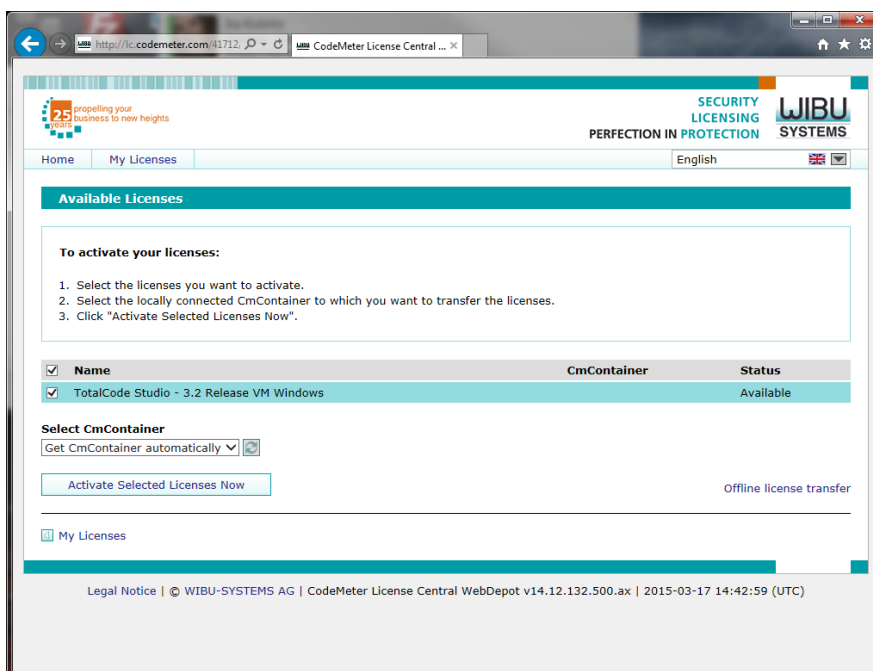 http://lc.codemeter.com/41712,
CodeMeter License Central ...
25 years
propelling your
business to new heights
SECURITY
LICENSING
PERFECTION IN PROTECTION
WIBU
SYSTEMS
Home My Licenses English
Available Licenses
To activate your licenses:
1. Select the licenses you want to activate.
2. Select the locally connected CmContainer to which you want to transfer the licenses.
3. Click "Activate Selected Licenses Now".
Name CmContainer Status
TotalCode Studio - 3.2 Release VM Windows Available
Select CmContainer
Get CmContainer automatically
Activate Selected Licenses Now
Offline license transfer
My Licenses
Legal Notice | © WIBU-SYSTEMS AG | CodeMeter License Central WebDepot v14.12.132.500.ax | 2015-03-17 14:42:59 (UTC)